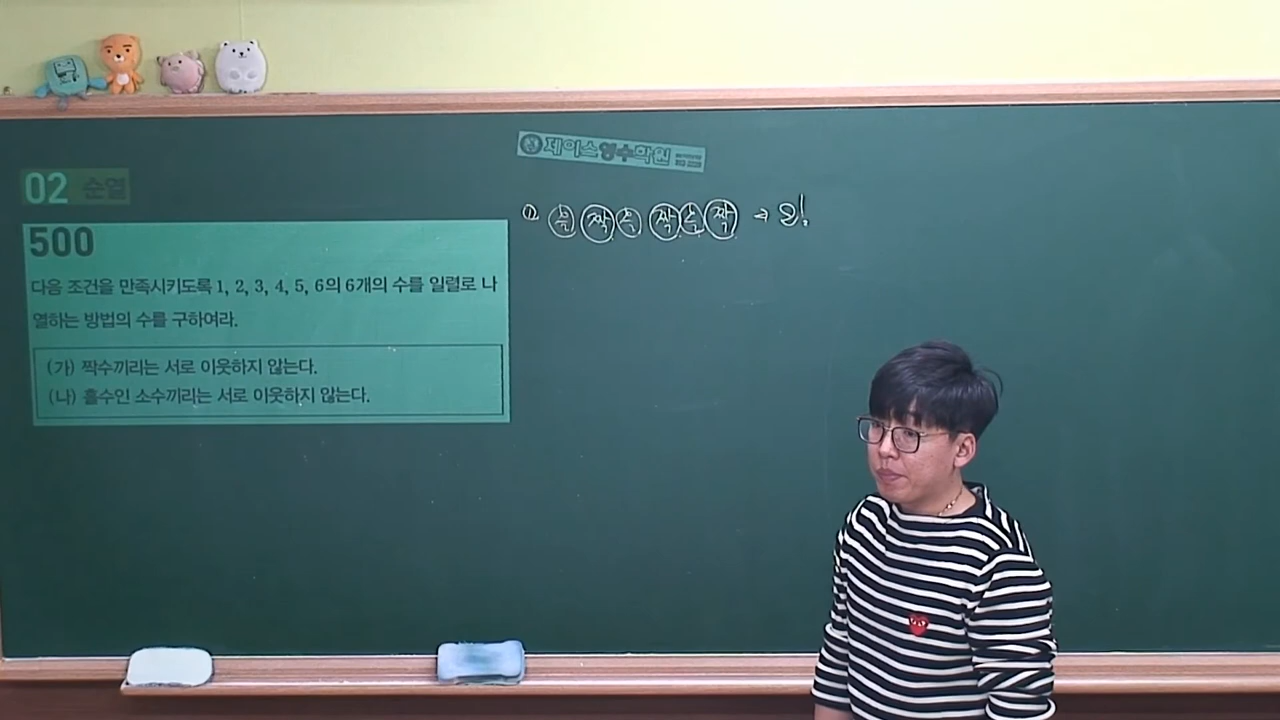 제이스영수학원
02 순열
500
다음 조건을 만족시키도록 1, 2, 3, 4, 5, 6의 6개의 수를 일렬로 나
열하는 방법의 수를 구하여라.
(가) 짝수끼리는 서로 이웃하지 않는다.
(나) 홀수인 소수끼리는 서로 이웃하지 않는다.
① 짝 짝 짝 →